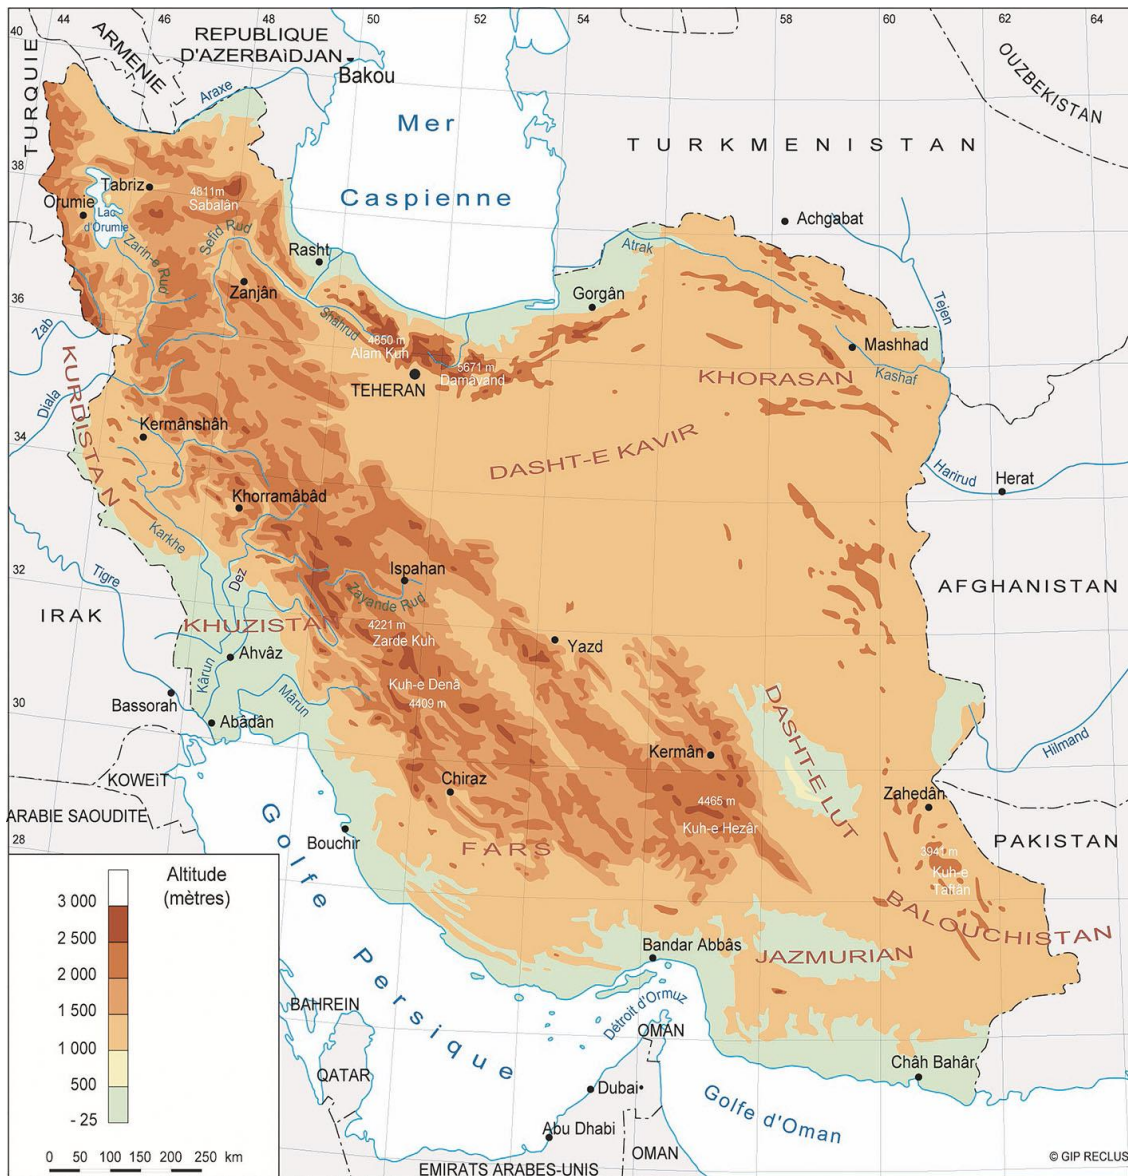 44
46
48
50
52
54
56
58
60
62
64
40
38
36
34
32
30
28
TURQUIE
ARMENIE
REPUBLIQUE
D'AZERBAÏDJAN
Bakou
Araxe
Mer
Caspienne
OUZBEKISTAN
TURKMENISTAN
Achgabat
Tabriz
Orumie
Lac
d'Orumie
4811m
Sabalân
Zarin-e Rud
Sefid Rud
Rasht
Zanjân
Shahrud
4850 m
Alam Kuh
5671 m
Damâvand
TEHERAN
Gorgân
Atrak
Tejen
Mashhad
Kashaf
KHORASAN
Zab
Diala
KURDISTAN
Kermânshâh
DASHT-E KAVIR
Harirud
Herat
Khorramâbâd
Karkhe
Dez
Ispahan
Zayande Rud
Tigre
IRAK
AFGHANISTAN
KHUZISTAN
4221 m
Zarde Kuh
Yazd
Ahvâz
Kârun
Mârun
Kuh-e Denâ
4409 m
Bassorah
Abâdân
DASHT-E LUT
Hilmand
Kermân
KOWEÏT
Chiraz
Zahedân
4465 m
Kuh-e Hezâr
ARABIE SAOUDITE
Bouchir
FARS
PAKISTAN
3941 m
Kuh-e
Taftân
BALOUCHISTAN
Golfe Persique
Bandar Abbâs
JAZMURIAN
Détroit d'Ormuz
BAHREIN
OMAN
QATAR
Dubai
Châh Bahâr
Golfe d'Oman
Abu Dhabi
OMAN
EMIRATS ARABES-UNIS
Altitude
(mètres)
3 000
2 500
2 000
1 500
1 000
500
- 25
0 50 100 150 200 250 km
© GIP RECLUS